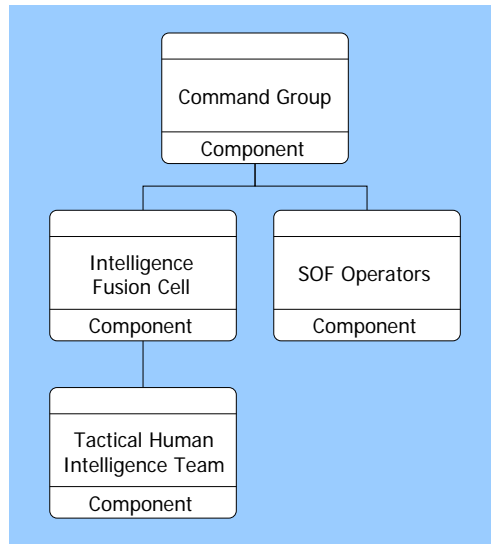 Command Group
Component
Intelligence
Fusion Cell
Component
SOF Operators
Component
Tactical Human
Intelligence Team
Component